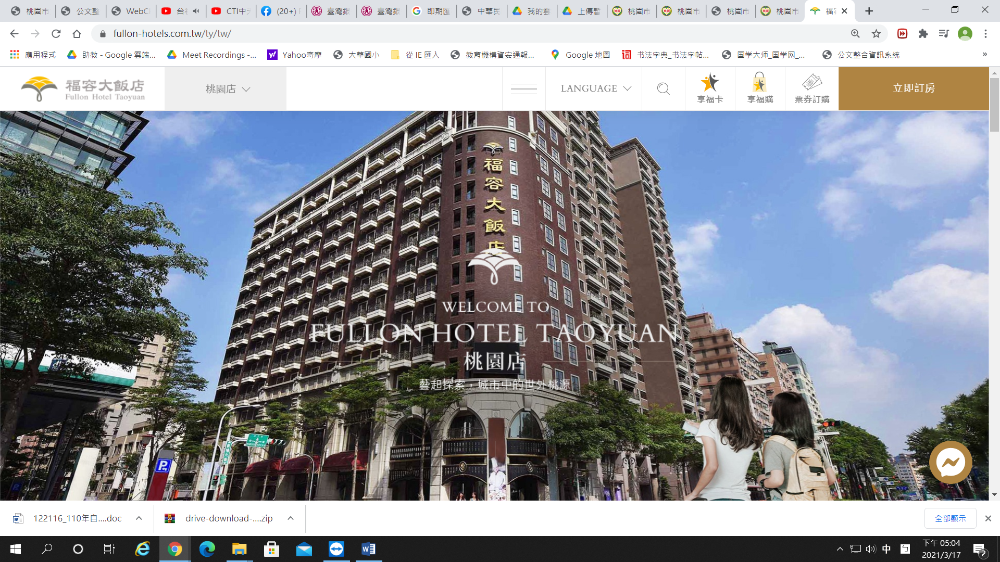 桃園市
公文整
WebC
台
CTI中天
(20+)
臺灣銀
臺灣銀
即期匯
中華民
我的雲
上傳暫
桃園市
桃園市
桃園市
桃園市
福容
fullon-hotels.com.tw/ty/tw/
應用程式
助教 - Google 雲端...
Meet Recordings -...
Yahoo奇摩
大華國小
從 IE 匯入
教育機構資安通報...
Google 地圖
书法字典_书法字帖...
国学大师_国学网_...
公文整合資訊系統
»
福容大飯店
Fullon Hotel Taoyuan
桃園店
LANGUAGE
享福卡
享福購
票券訂購
立即訂房
福容大飯店
WELCOME TO
FULLON HOTEL TAOYUAN
桃園店
藝起探索，城市中的世外桃源
P
122116_110年自....doc
drive-download-....zip
全部顯示
中
下午 05:04
2021/3/17
2